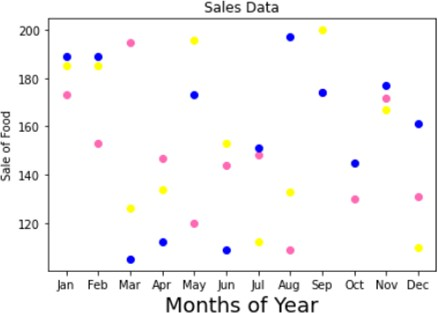 Sales Data
Sale of Food
200
180
160
140
120
Jan Feb Mar Apr May Jun Jul Aug Sep Oct Nov Dec
Months of Year